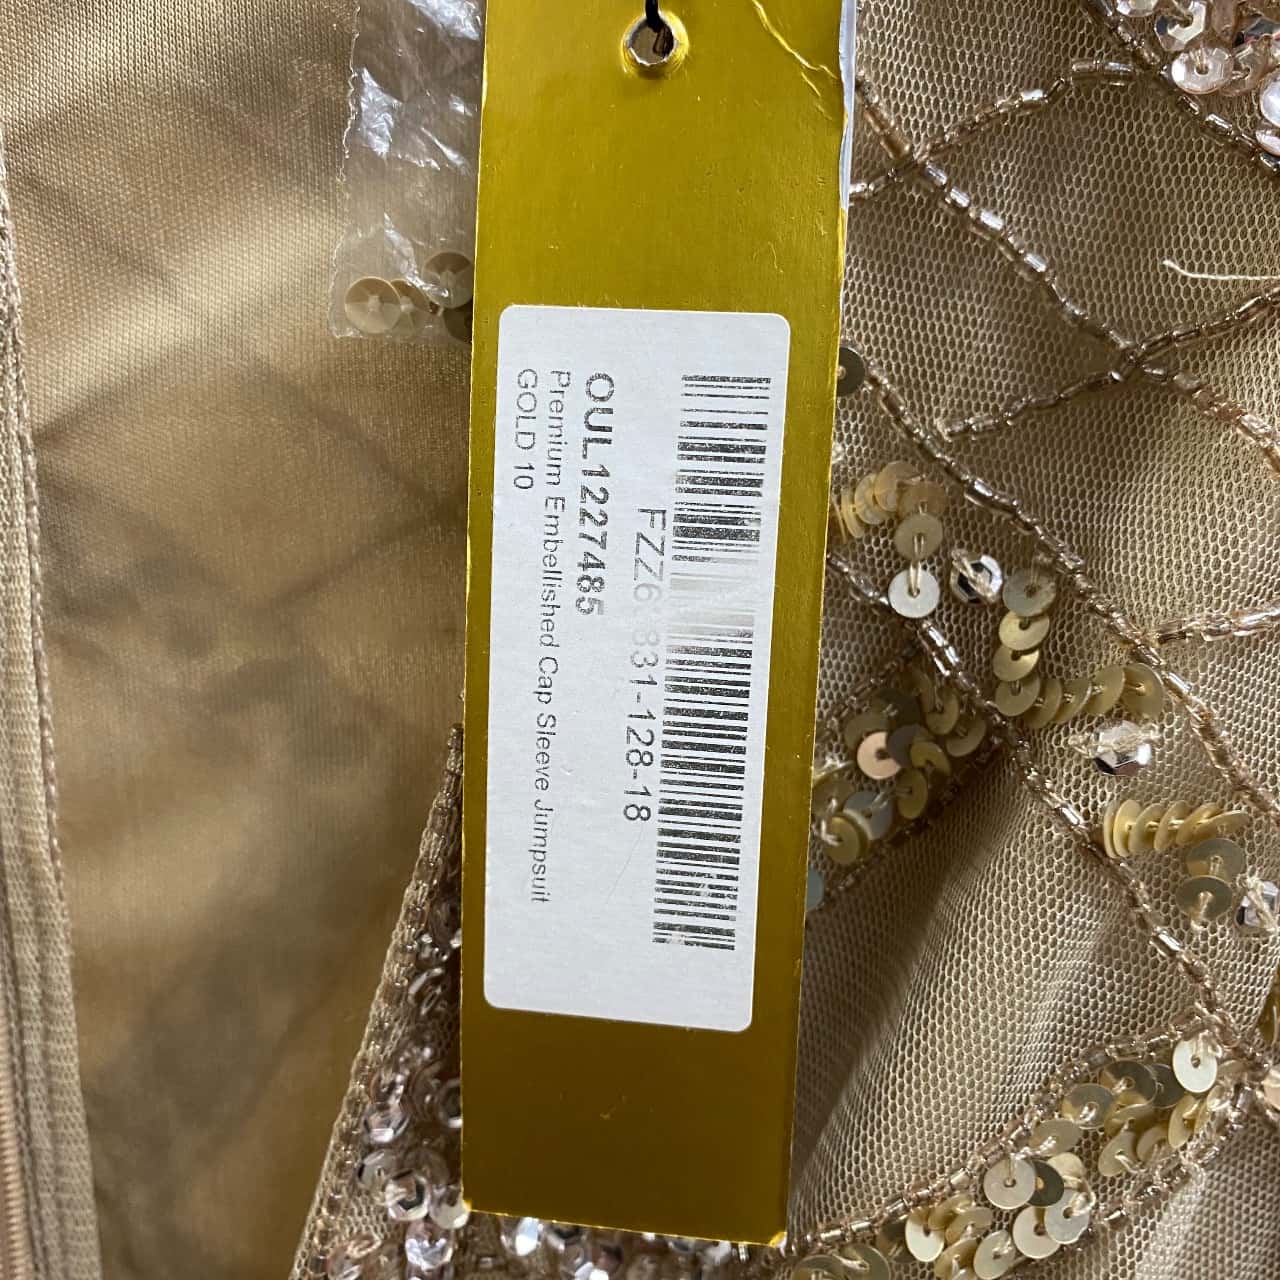 FZZ6 831-128-18
OUL1227485
Premium Embellished Cap Sleeve Jumpsuit
GOLD 10